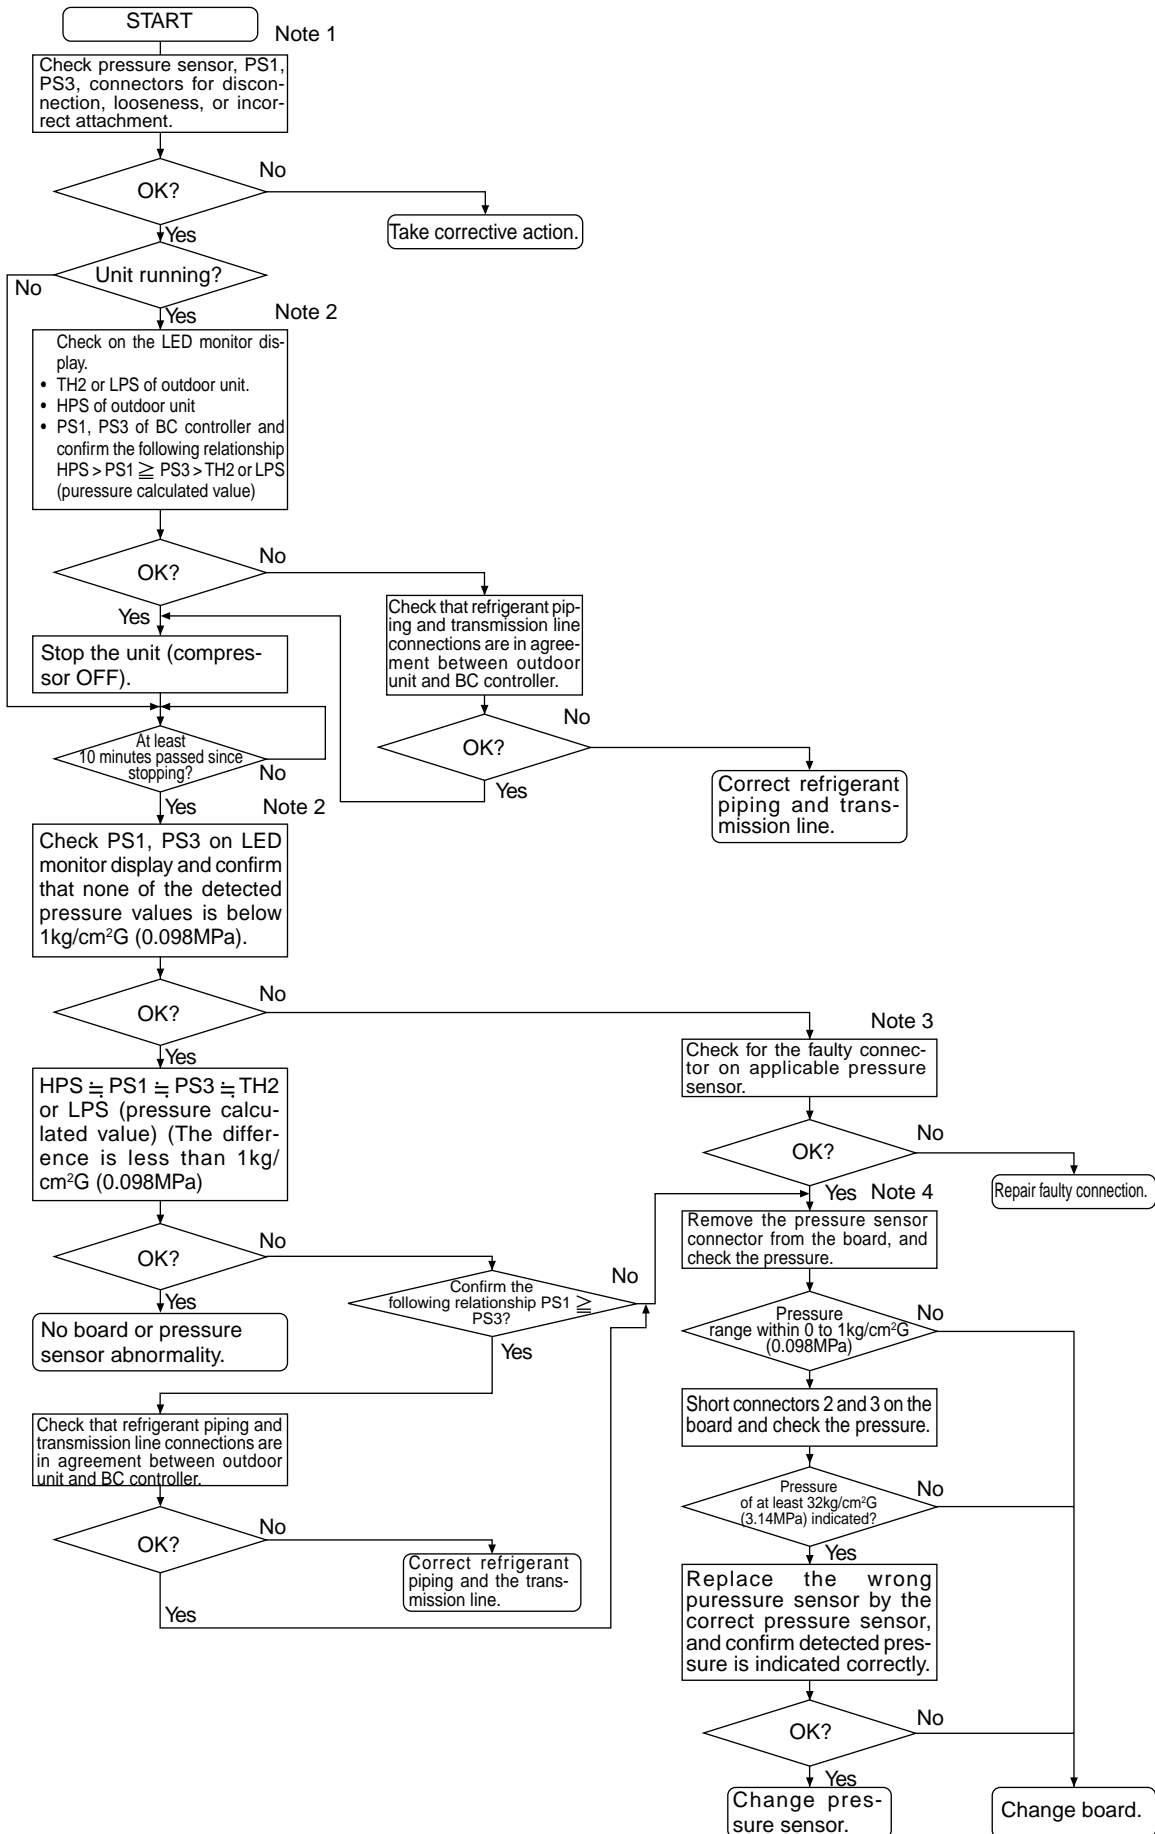 START
Note 1
Check pressure sensor, PS1,
PS3, connectors for discon-
nection, looseness, or incor-
rect attachment.
OK?
No
Yes
Take corrective action.
Unit running?
No
Yes
Note 2
Check on the LED monitor dis-
play.
• TH2 or LPS of outdoor unit.
• HPS of outdoor unit
• PS1, PS3 of BC controller and
confirm the following relationship
HPS > PS1 ≧ PS3 > TH2 or LPS
(puressure calculated value)
OK?
No
Yes
Check that refrigerant pip-
ing and transmission line
connections are in agree-
ment between outdoor
unit and BC controller.
Stop the unit (compres-
sor OFF).
OK?
No
Yes
At least
10 minutes passed since
stopping?
No
Yes
Correct refrigerant
piping and trans-
mission line.
Note 2
Check PS1, PS3 on LED
monitor display and confirm
that none of the detected
pressure values is below
1kg/cm²G (0.098MPa).
OK?
No
Yes
Note 3
Check for the faulty connec-
tor on applicable pressure
sensor.
HPS ≒ PS1 ≒ PS3 ≒ TH2
or LPS (pressure calcu-
lated value) (The differ-
ence is less than 1kg/
cm²G (0.098MPa)
OK?
No
Yes
Repair faulty connection.
Note 4
Remove the pressure sensor
connector from the board, and
check the pressure.
OK?
No
Yes
Confirm the
following relationship PS1 ≧
PS3?
No
Yes
No board or pressure
sensor abnormality.
Pressure
range within 0 to 1kg/cm²G
(0.098MPa)
No
Short connectors 2 and 3 on the
board and check the pressure.
Check that refrigerant piping and
transmission line connections are
in agreement between outdoor
unit and BC controller.
Pressure
of at least 32kg/cm²G
(3.14MPa) indicated?
No
Yes
OK?
No
Yes
Correct refrigerant
piping and the trans-
mission line.
Replace the wrong
puressure sensor by the
correct pressure sensor,
and confirm detected pres-
sure is indicated correctly.
OK?
No
Yes
Change pres-
sure sensor.
Change board.